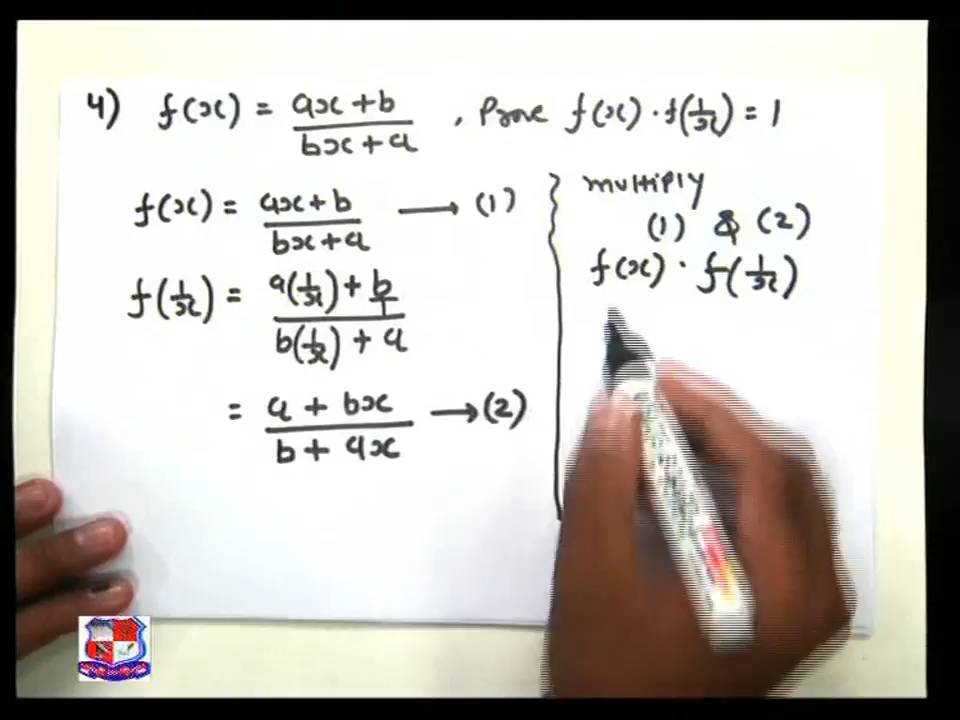 4) f(x) = (ax + b)/(bx + a) , Prove f(x) · f(1/x) = 1
f(x) = (ax + b)/(bx + a) ⟶ (1)
f(1/x) = (a(1/x) + b/1)/(b(1/x) + a)
= (a + bx)/(b + ax) ⟶ (2)
multiply
(1) & (2)
f(x) · f(1/x)